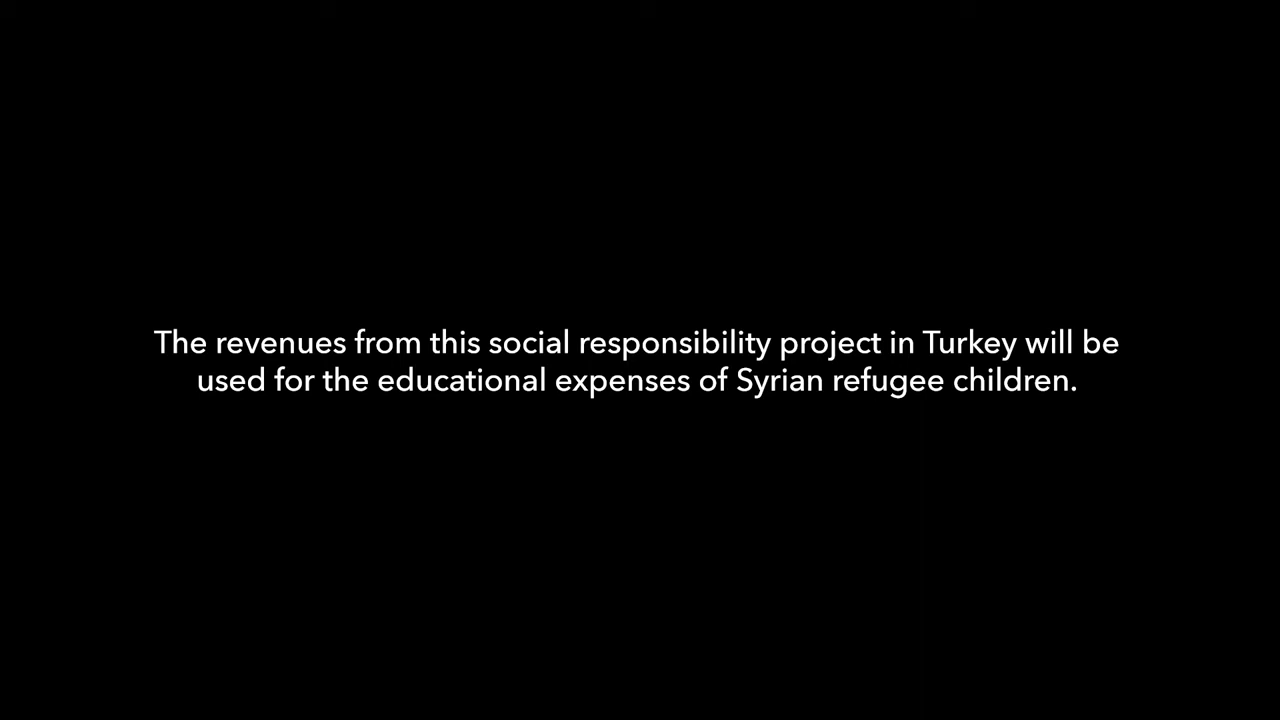 The revenues from this social responsibility project in Turkey will be
used for the educational expenses of Syrian refugee children.